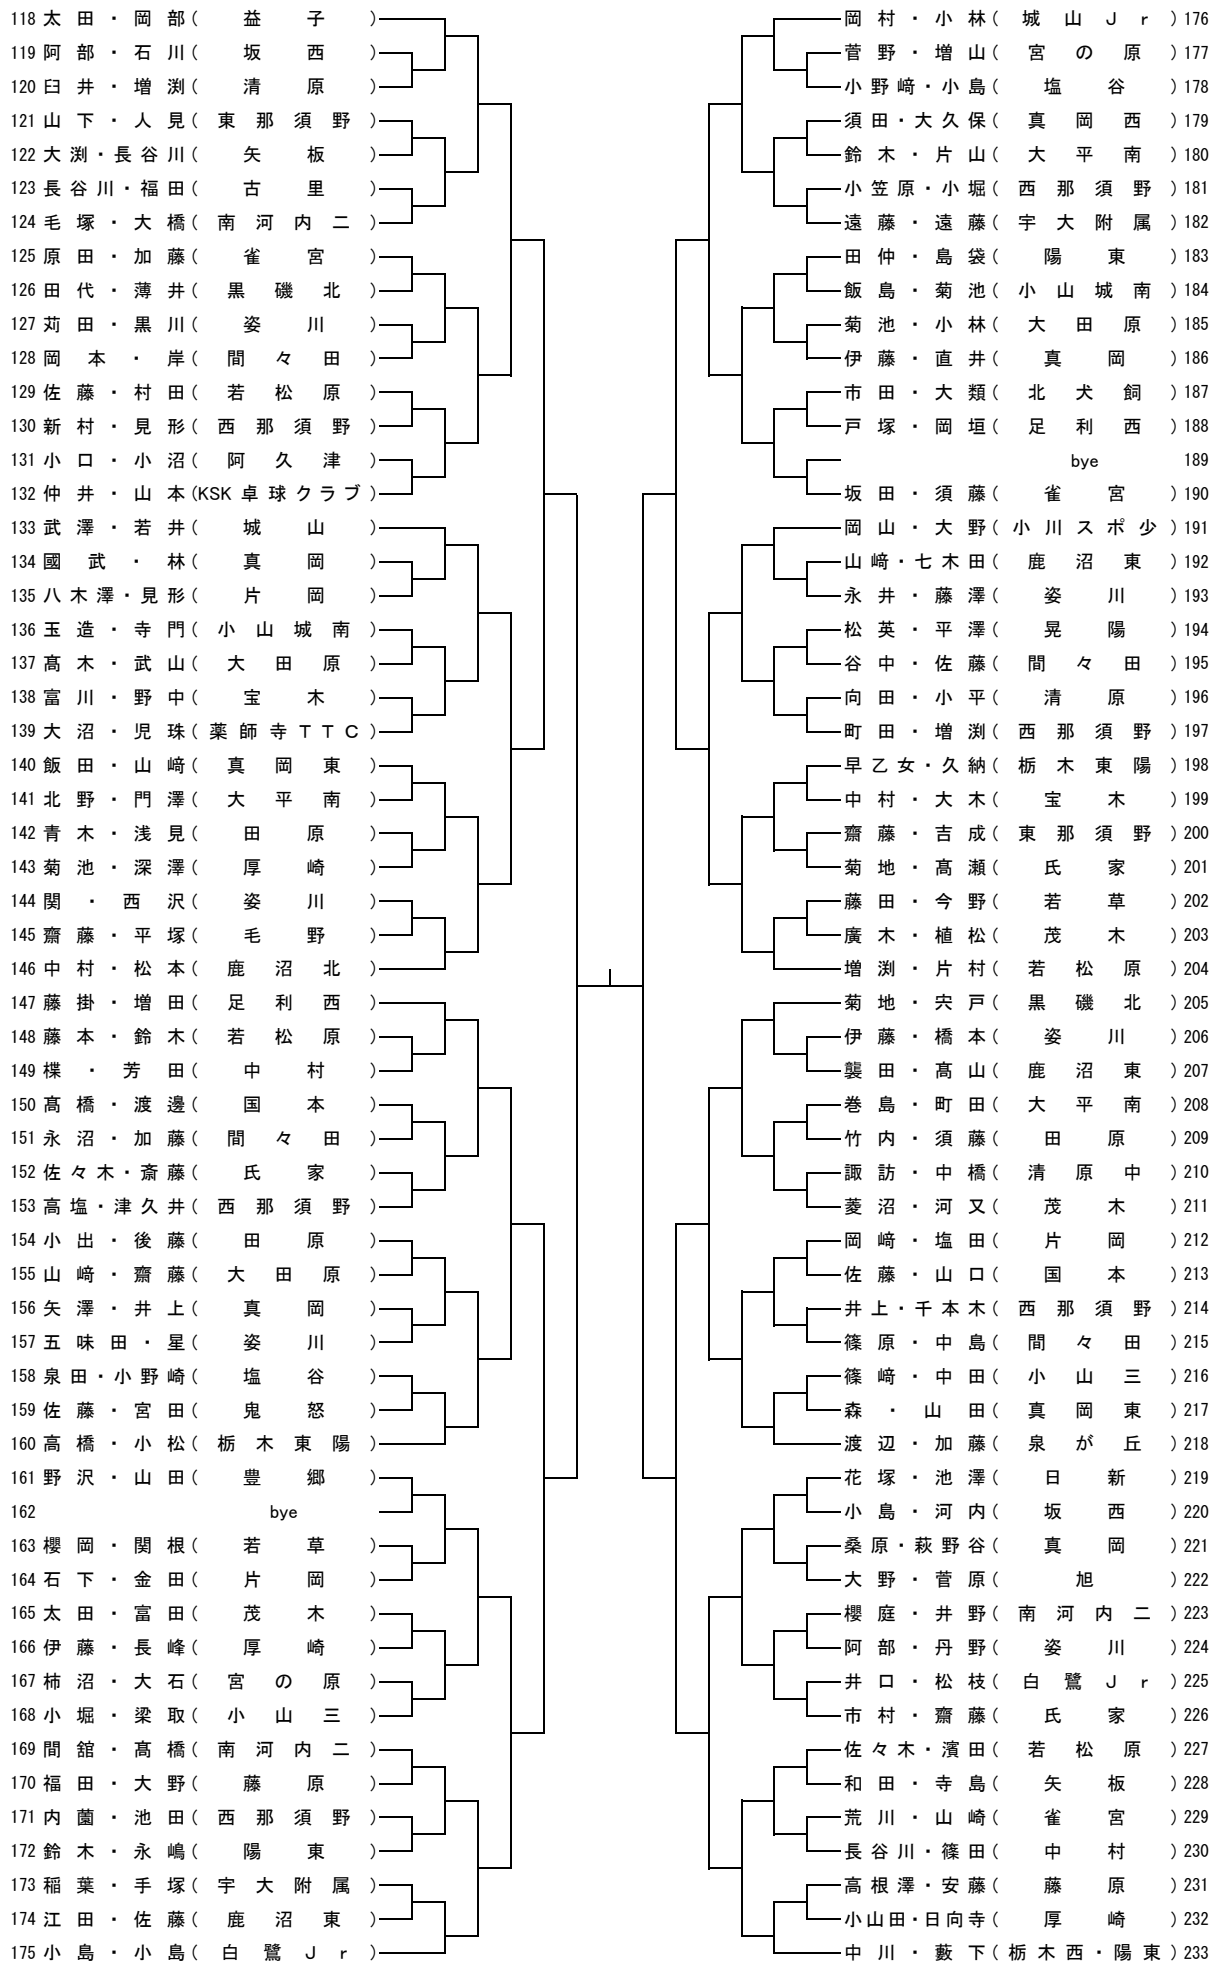 118 太田・岡部(益子)
119 阿部・石川(坂西)
120 臼井・増渕(清原)
121 山下・人見(東那須野)
122 大渕・長谷川(矢板)
123 長谷川・福田(古里)
124 毛塚・大橋(南河内二)
125 原田・加藤(雀宮)
126 田代・薄井(黒磯北)
127 苅田・黒川(姿川)
128 岡本・岸(間々田)
129 佐藤・村田(若松原)
130 新村・見形(西那須野)
131 小口・小沼(阿久津)
132 仲井・山本(KSK卓球クラブ)
133 武澤・若井(城山)
134 國武・林(真岡)
135 八木澤・見形(片岡)
136 玉造・寺門(小山城南)
137 髙木・武山(大田原)
138 富川・野中(宝木)
139 大沼・児珠(薬師寺TTC)
140 飯田・山﨑(真岡東)
141 北野・門澤(大平南)
142 青木・浅見(田原)
143 菊池・深澤(厚崎)
144 関・西沢(姿川)
145 齋藤・平塚(毛野)
146 中村・松本(鹿沼北)
147 藤掛・増田(足利西)
148 藤本・鈴木(若松原)
149 楪・芳田(中村)
150 髙橋・渡邊(国本)
151 永沼・加藤(間々田)
152 佐々木・斎藤(氏家)
153 高塩・津久井(西那須野)
154 小出・後藤(田原)
155 山﨑・齋藤(大田原)
156 矢澤・井上(真岡)
157 五味田・星(姿川)
158 泉田・小野崎(塩谷)
159 佐藤・宮田(鬼怒)
160 高橋・小松(栃木東陽)
161 野沢・山田(豊郷)
162 bye
163 櫻岡・関根(若草)
164 石下・金田(片岡)
165 太田・富田(茂木)
166 伊藤・長峰(厚崎)
167 柿沼・大石(宮の原)
168 小堀・梁取(小山三)
169 間舘・髙橋(南河内二)
170 福田・大野(藤原)
171 内薗・池田(西那須野)
172 鈴木・永嶋(陽東)
173 稲葉・手塚(宇大附属)
174 江田・佐藤(鹿沼東)
175 小島・小島(白鷺Jr)
岡村・小林(城山Jr)176
菅野・増山(宮の原)177
小野﨑・小島(塩谷)178
須田・大久保(真岡西)179
鈴木・片山(大平南)180
小笠原・小堀(西那須野)181
遠藤・遠藤(宇大附属)182
田仲・島袋(陽東)183
飯島・菊池(小山城南)184
菊池・小林(大田原)185
伊藤・直井(真岡)186
市田・大類(北犬飼)187
戸塚・岡垣(足利西)188
bye 189
坂田・須藤(雀宮)190
岡山・大野(小川スポ少)191
山﨑・七木田(鹿沼東)192
永井・藤澤(姿川)193
松英・平澤(晃陽)194
谷中・佐藤(間々田)195
向田・小平(清原)196
町田・増渕(西那須野)197
早乙女・久納(栃木東陽)198
中村・大木(宝木)199
齋藤・吉成(東那須野)200
菊地・髙瀬(氏家)201
藤田・今野(若草)202
廣木・植松(茂木)203
増渕・片村(若松原)204
菊地・宍戸(黒磯北)205
伊藤・橋本(姿川)206
襲田・髙山(鹿沼東)207
巻島・町田(大平南)208
竹内・須藤(田原)209
諏訪・中橋(清原中)210
菱沼・河又(茂木)211
岡﨑・塩田(片岡)212
佐藤・山口(国本)213
井上・千本木(西那須野)214
篠原・中島(間々田)215
篠﨑・中田(小山三)216
森・山田(真岡東)217
渡辺・加藤(泉が丘)218
花塚・池澤(日新)219
小島・河内(坂西)220
桑原・萩野谷(真岡)221
大野・菅原(旭)222
櫻庭・井野(南河内二)223
阿部・丹野(姿川)224
井口・松枝(白鷺Jr)225
市村・齋藤(氏家)226
佐々木・濱田(若松原)227
和田・寺島(矢板)228
荒川・山崎(雀宮)229
長谷川・篠田(中村)230
高根澤・安藤(藤原)231
小山田・日向寺(厚崎)232
中川・藪下(栃木西・陽東)233